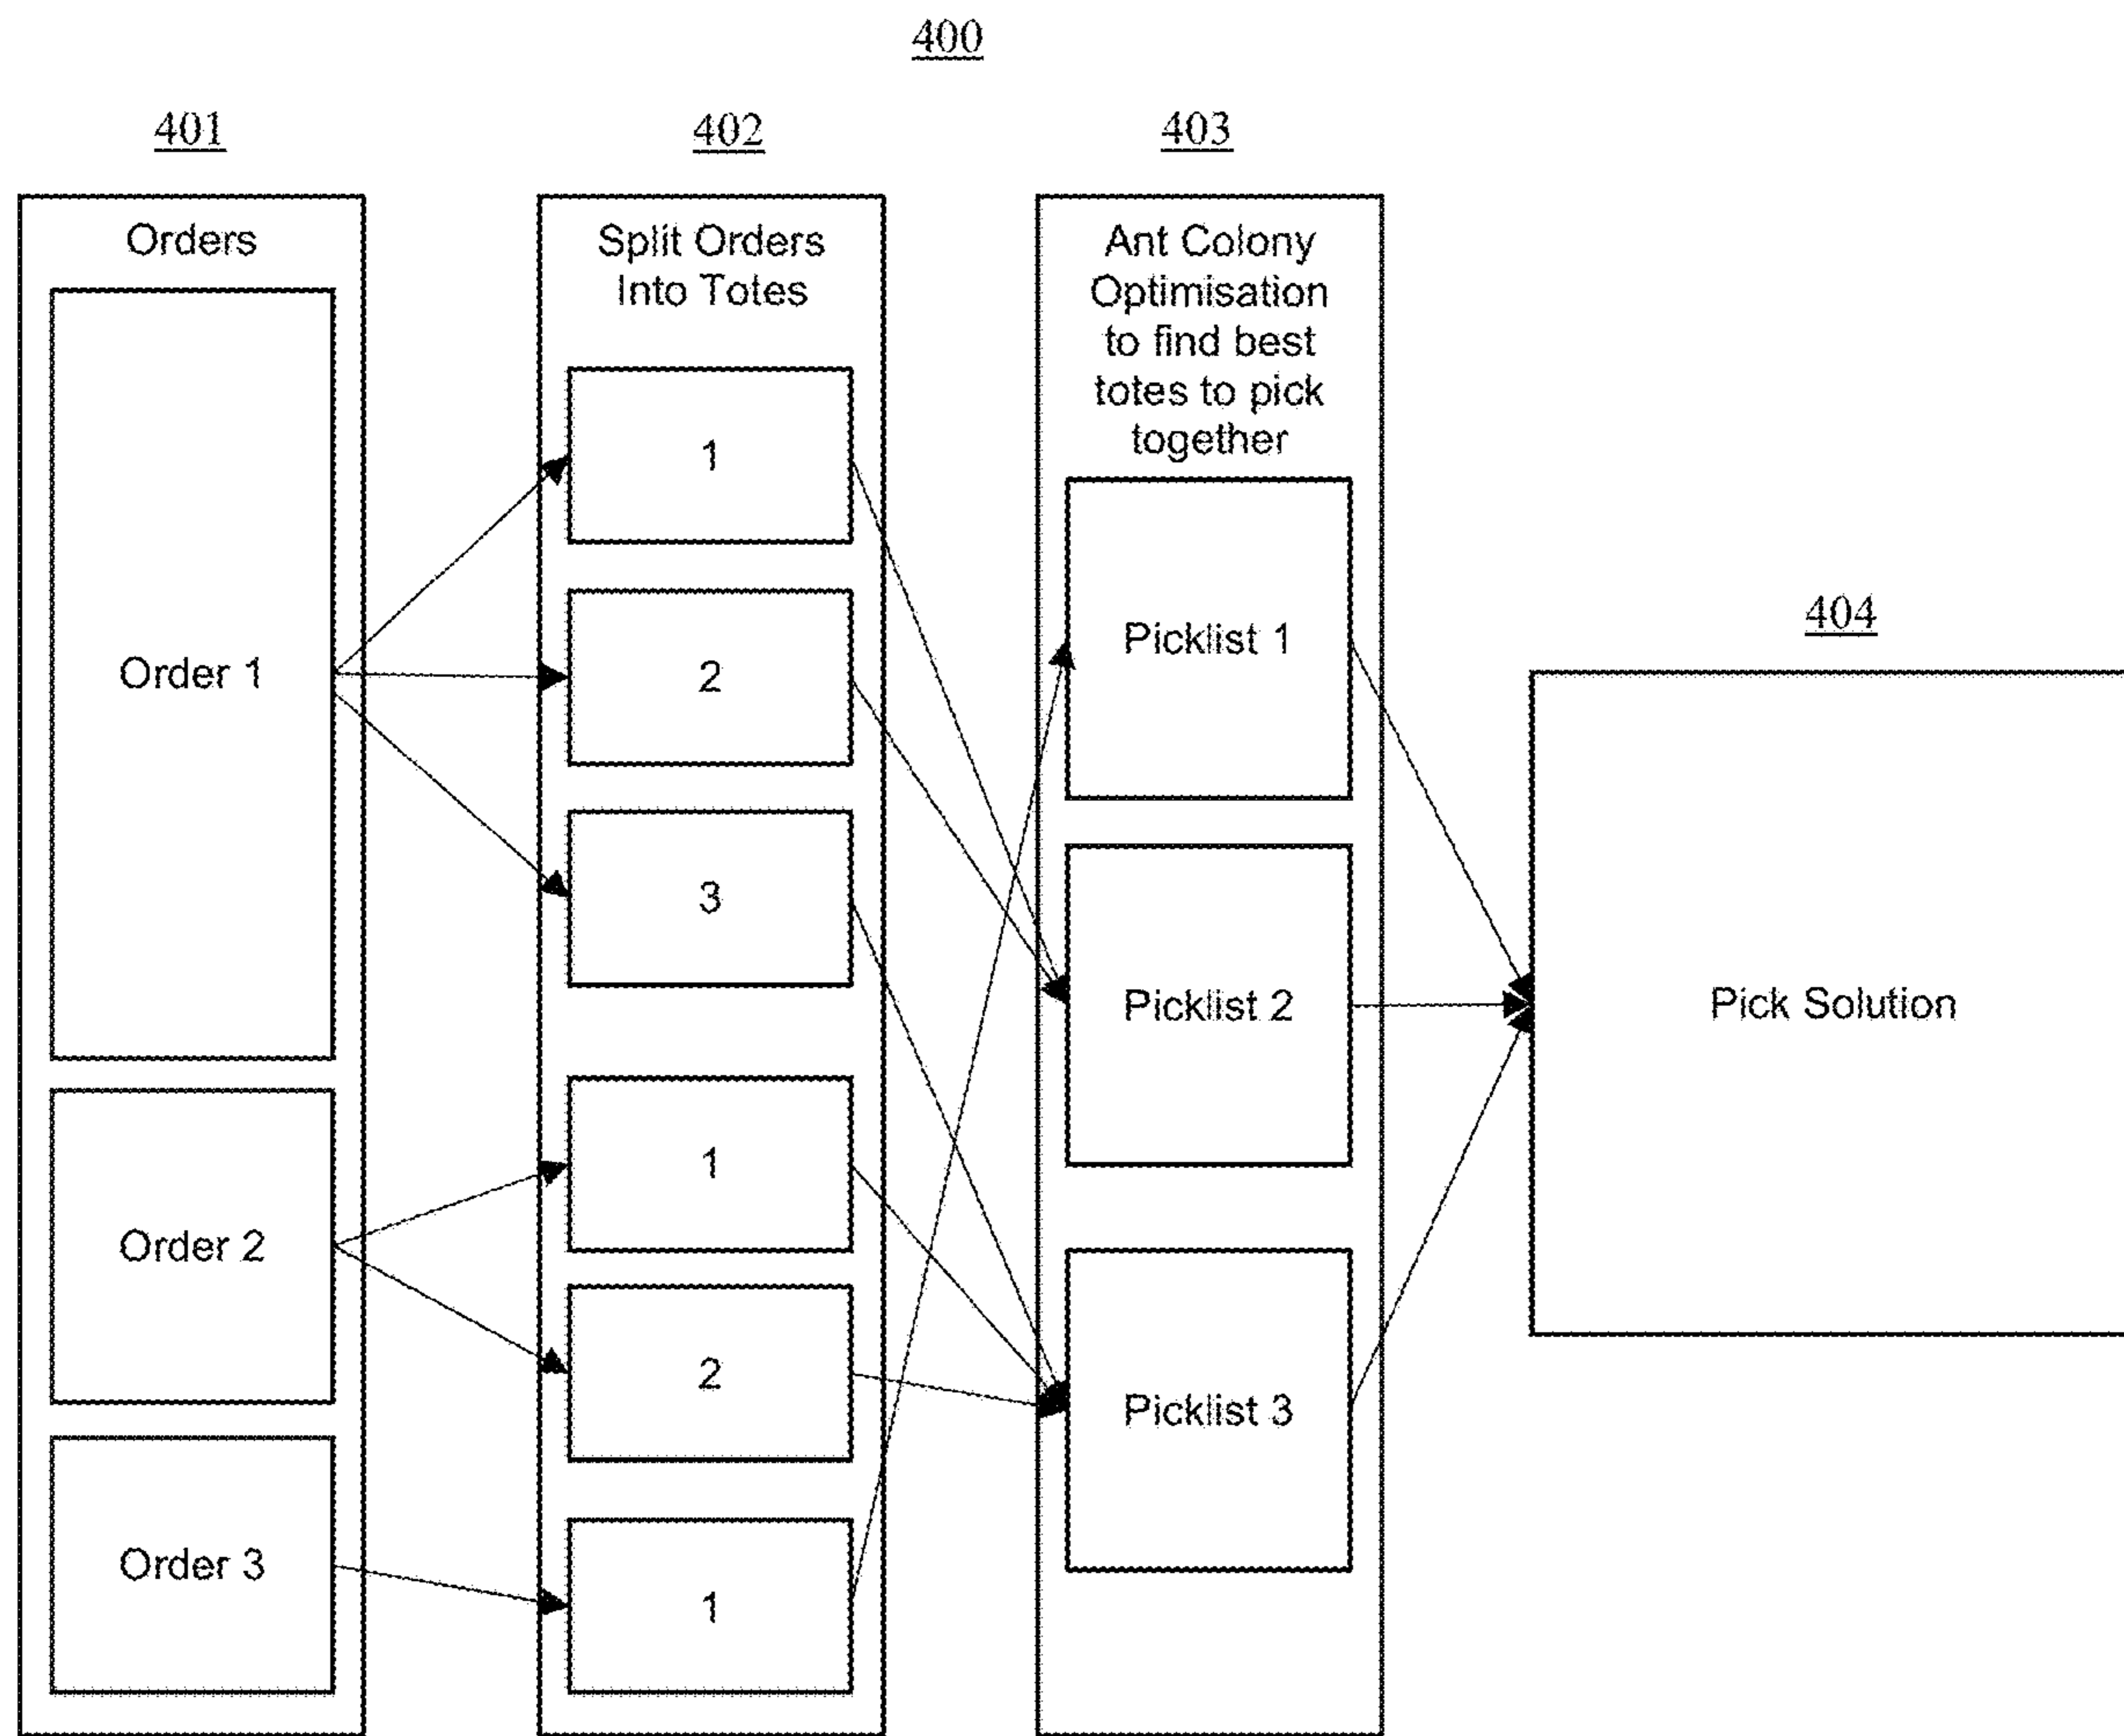 400
401
402
403
Orders
Order 1
Order 2
Order 3
Split Orders
Into Totes
1
2
3
1
2
1
Ant Colony
Optimisation
to find best
totes to pick
together
Picklist 1
Picklist 2
Picklist 3
404
Pick Solution